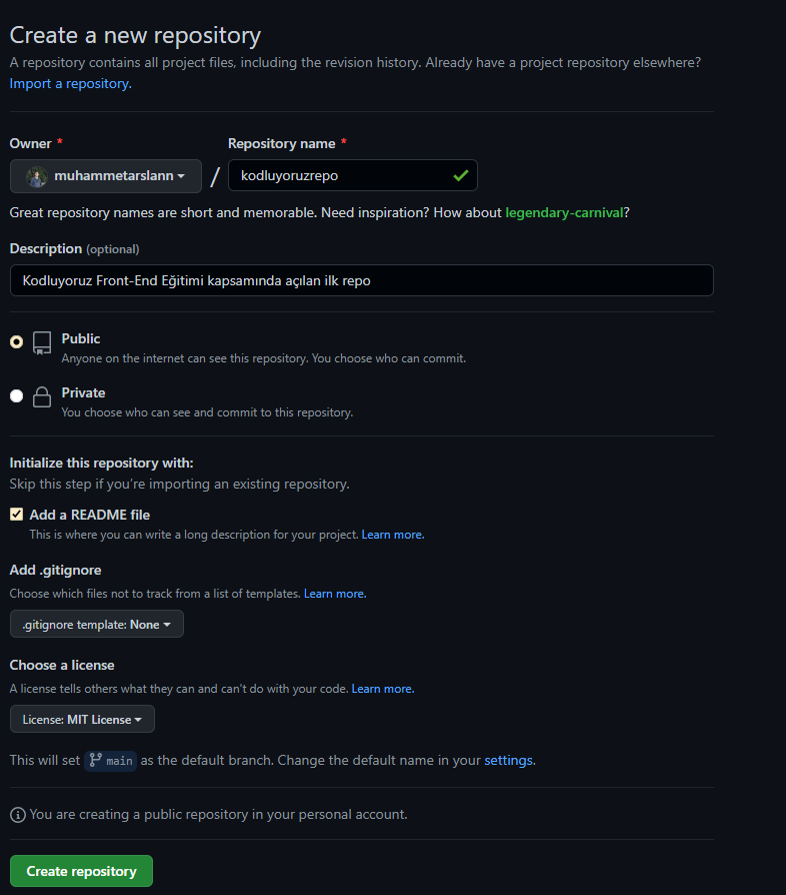 Create a new repository
A repository contains all project files, including the revision history. Already have a project repository elsewhere?
Import a repository.
Owner * Repository name *
muhammetarslann / kodluyoruzrepo
Great repository names are short and memorable. Need inspiration? How about legendary-carnival?
Description (optional)
Kodluyoruz Front-End Eğitimi kapsamında açılan ilk repo
Public
Anyone on the internet can see this repository. You choose who can commit.
Private
You choose who can see and commit to this repository.
Initialize this repository with:
Skip this step if you're importing an existing repository.
Add a README file
This is where you can write a long description for your project. Learn more.
Add .gitignore
Choose which files not to track from a list of templates. Learn more.
.gitignore template: None
Choose a license
A license tells others what they can and can't do with your code. Learn more.
License: MIT License
This will set main as the default branch. Change the default name in your settings.
You are creating a public repository in your personal account.
Create repository